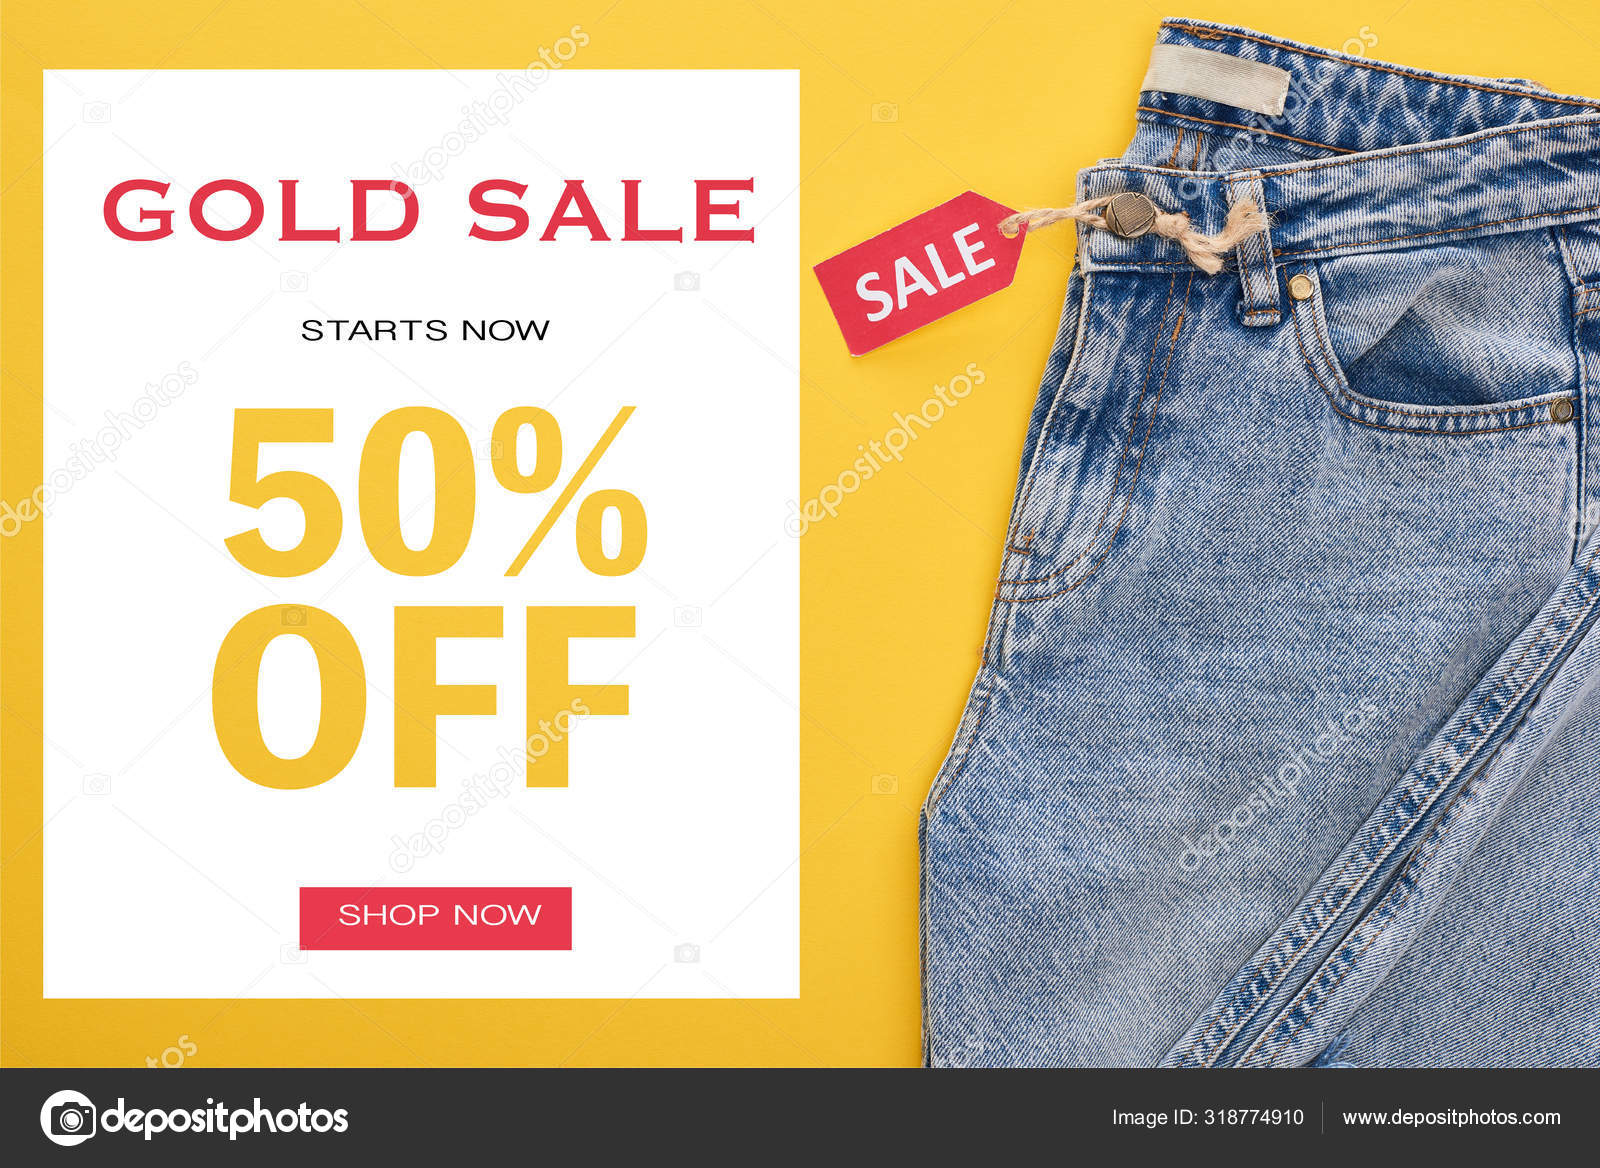 GOLD SALE
STARTS NOW
50%
OFF
SHOP NOW
SALE
depositphotos
Image ID: 318774910
www.depositphotos.com